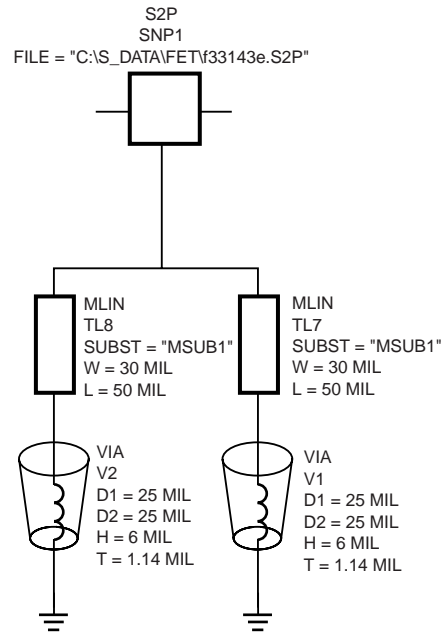 S2P
SNP1
FILE = "C:\S_DATA\FET\f33143e.S2P"
MLIN
TL8
SUBST = "MSUB1"
W = 30 MIL
L = 50 MIL
MLIN
TL7
SUBST = "MSUB1"
W = 30 MIL
L = 50 MIL
VIA
V2
D1 = 25 MIL
D2 = 25 MIL
H = 6 MIL
T = 1.14 MIL
VIA
V1
D1 = 25 MIL
D2 = 25 MIL
H = 6 MIL
T = 1.14 MIL